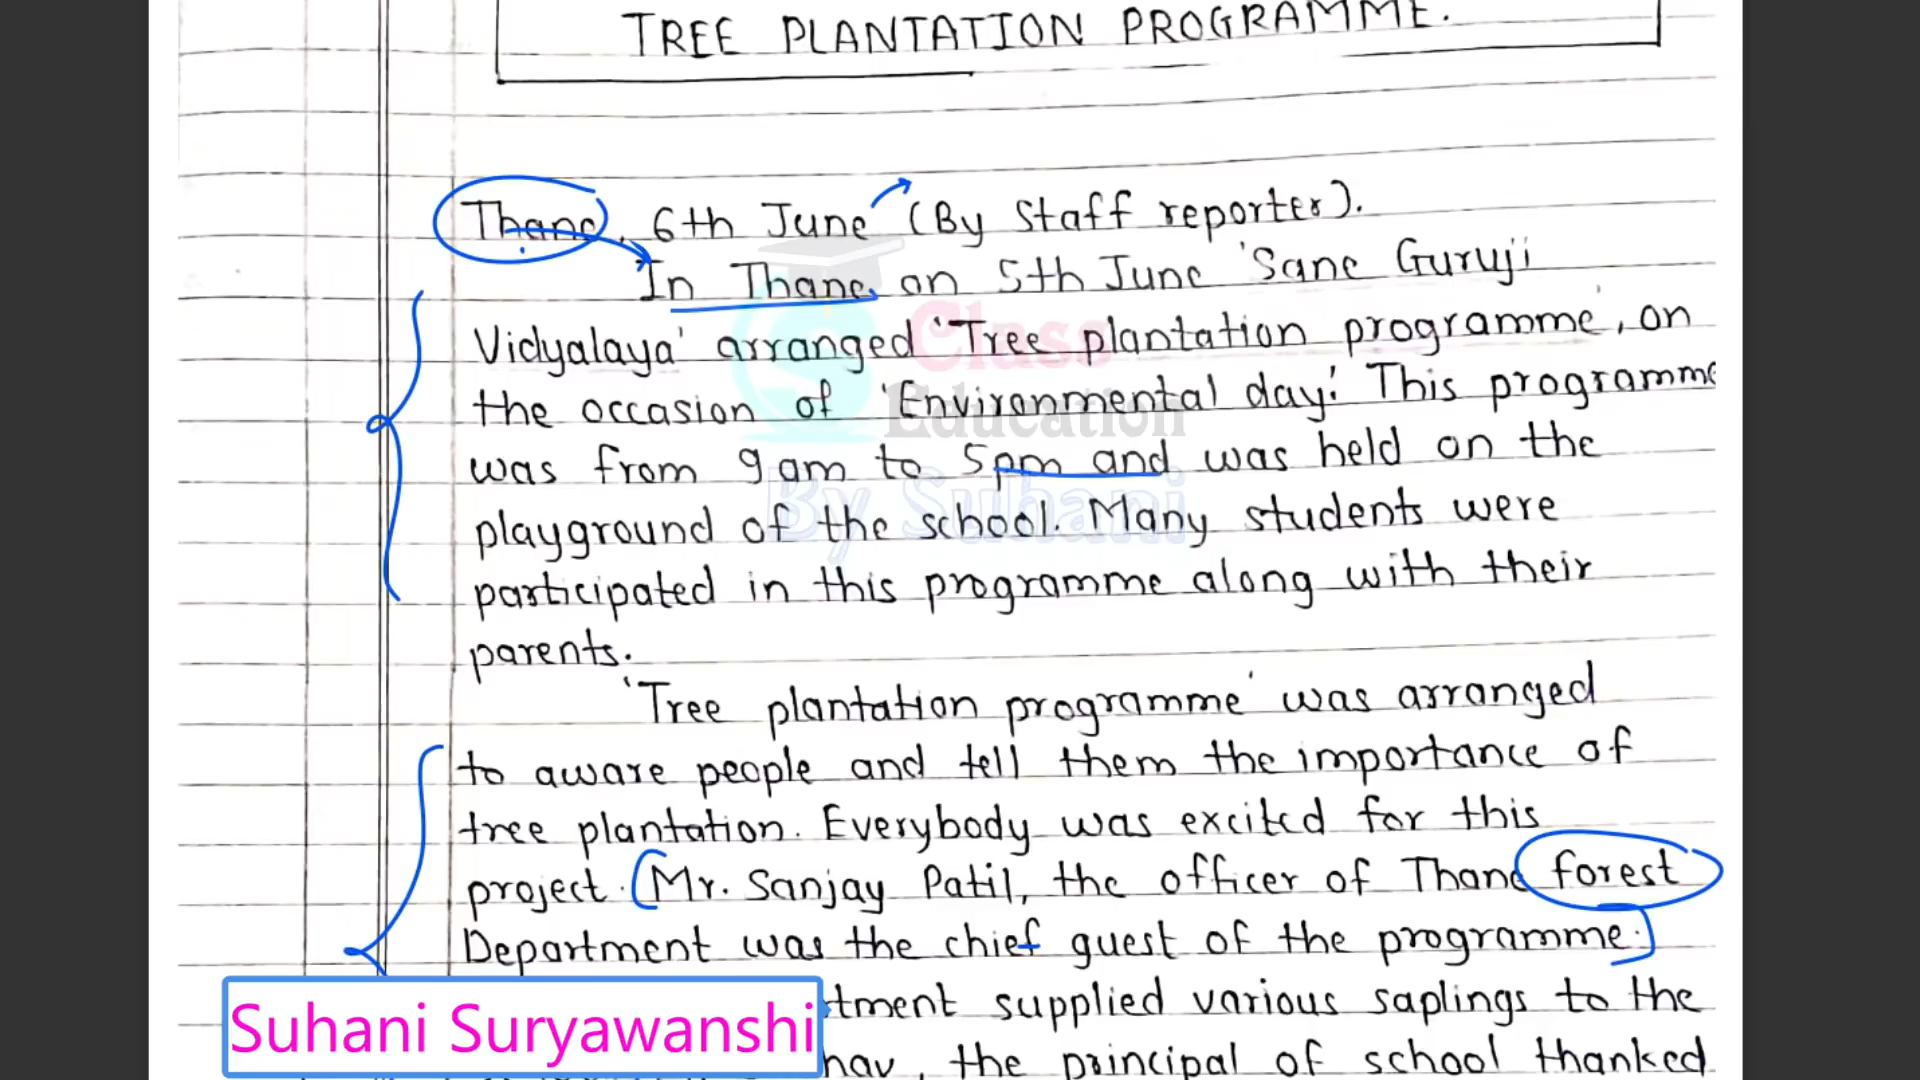 TREE PLANTATION PROGRAMME.
Thane, 6th June (By Staff reporter).
In Thane, on 5th June 'Sane Guruji
Vidyalaya' arranged 'Tree plantation programme', on
the occasion of 'Environmental day.' This programme
was from 9 am to 5pm and was held on the
playground of the school. Many students were
participated in this programme along with their
parents.
'Tree plantation programme' was arranged
to aware people and tell them the importance of
tree plantation. Everybody was excited for this
project. Mr. Sanjay Patil, the officer of Thane forest
Department was the chief guest of the programme.
tment supplied various saplings to the
hav, the principal of school thanked
Class
Education
By Suhani
Suhani Suryawanshi